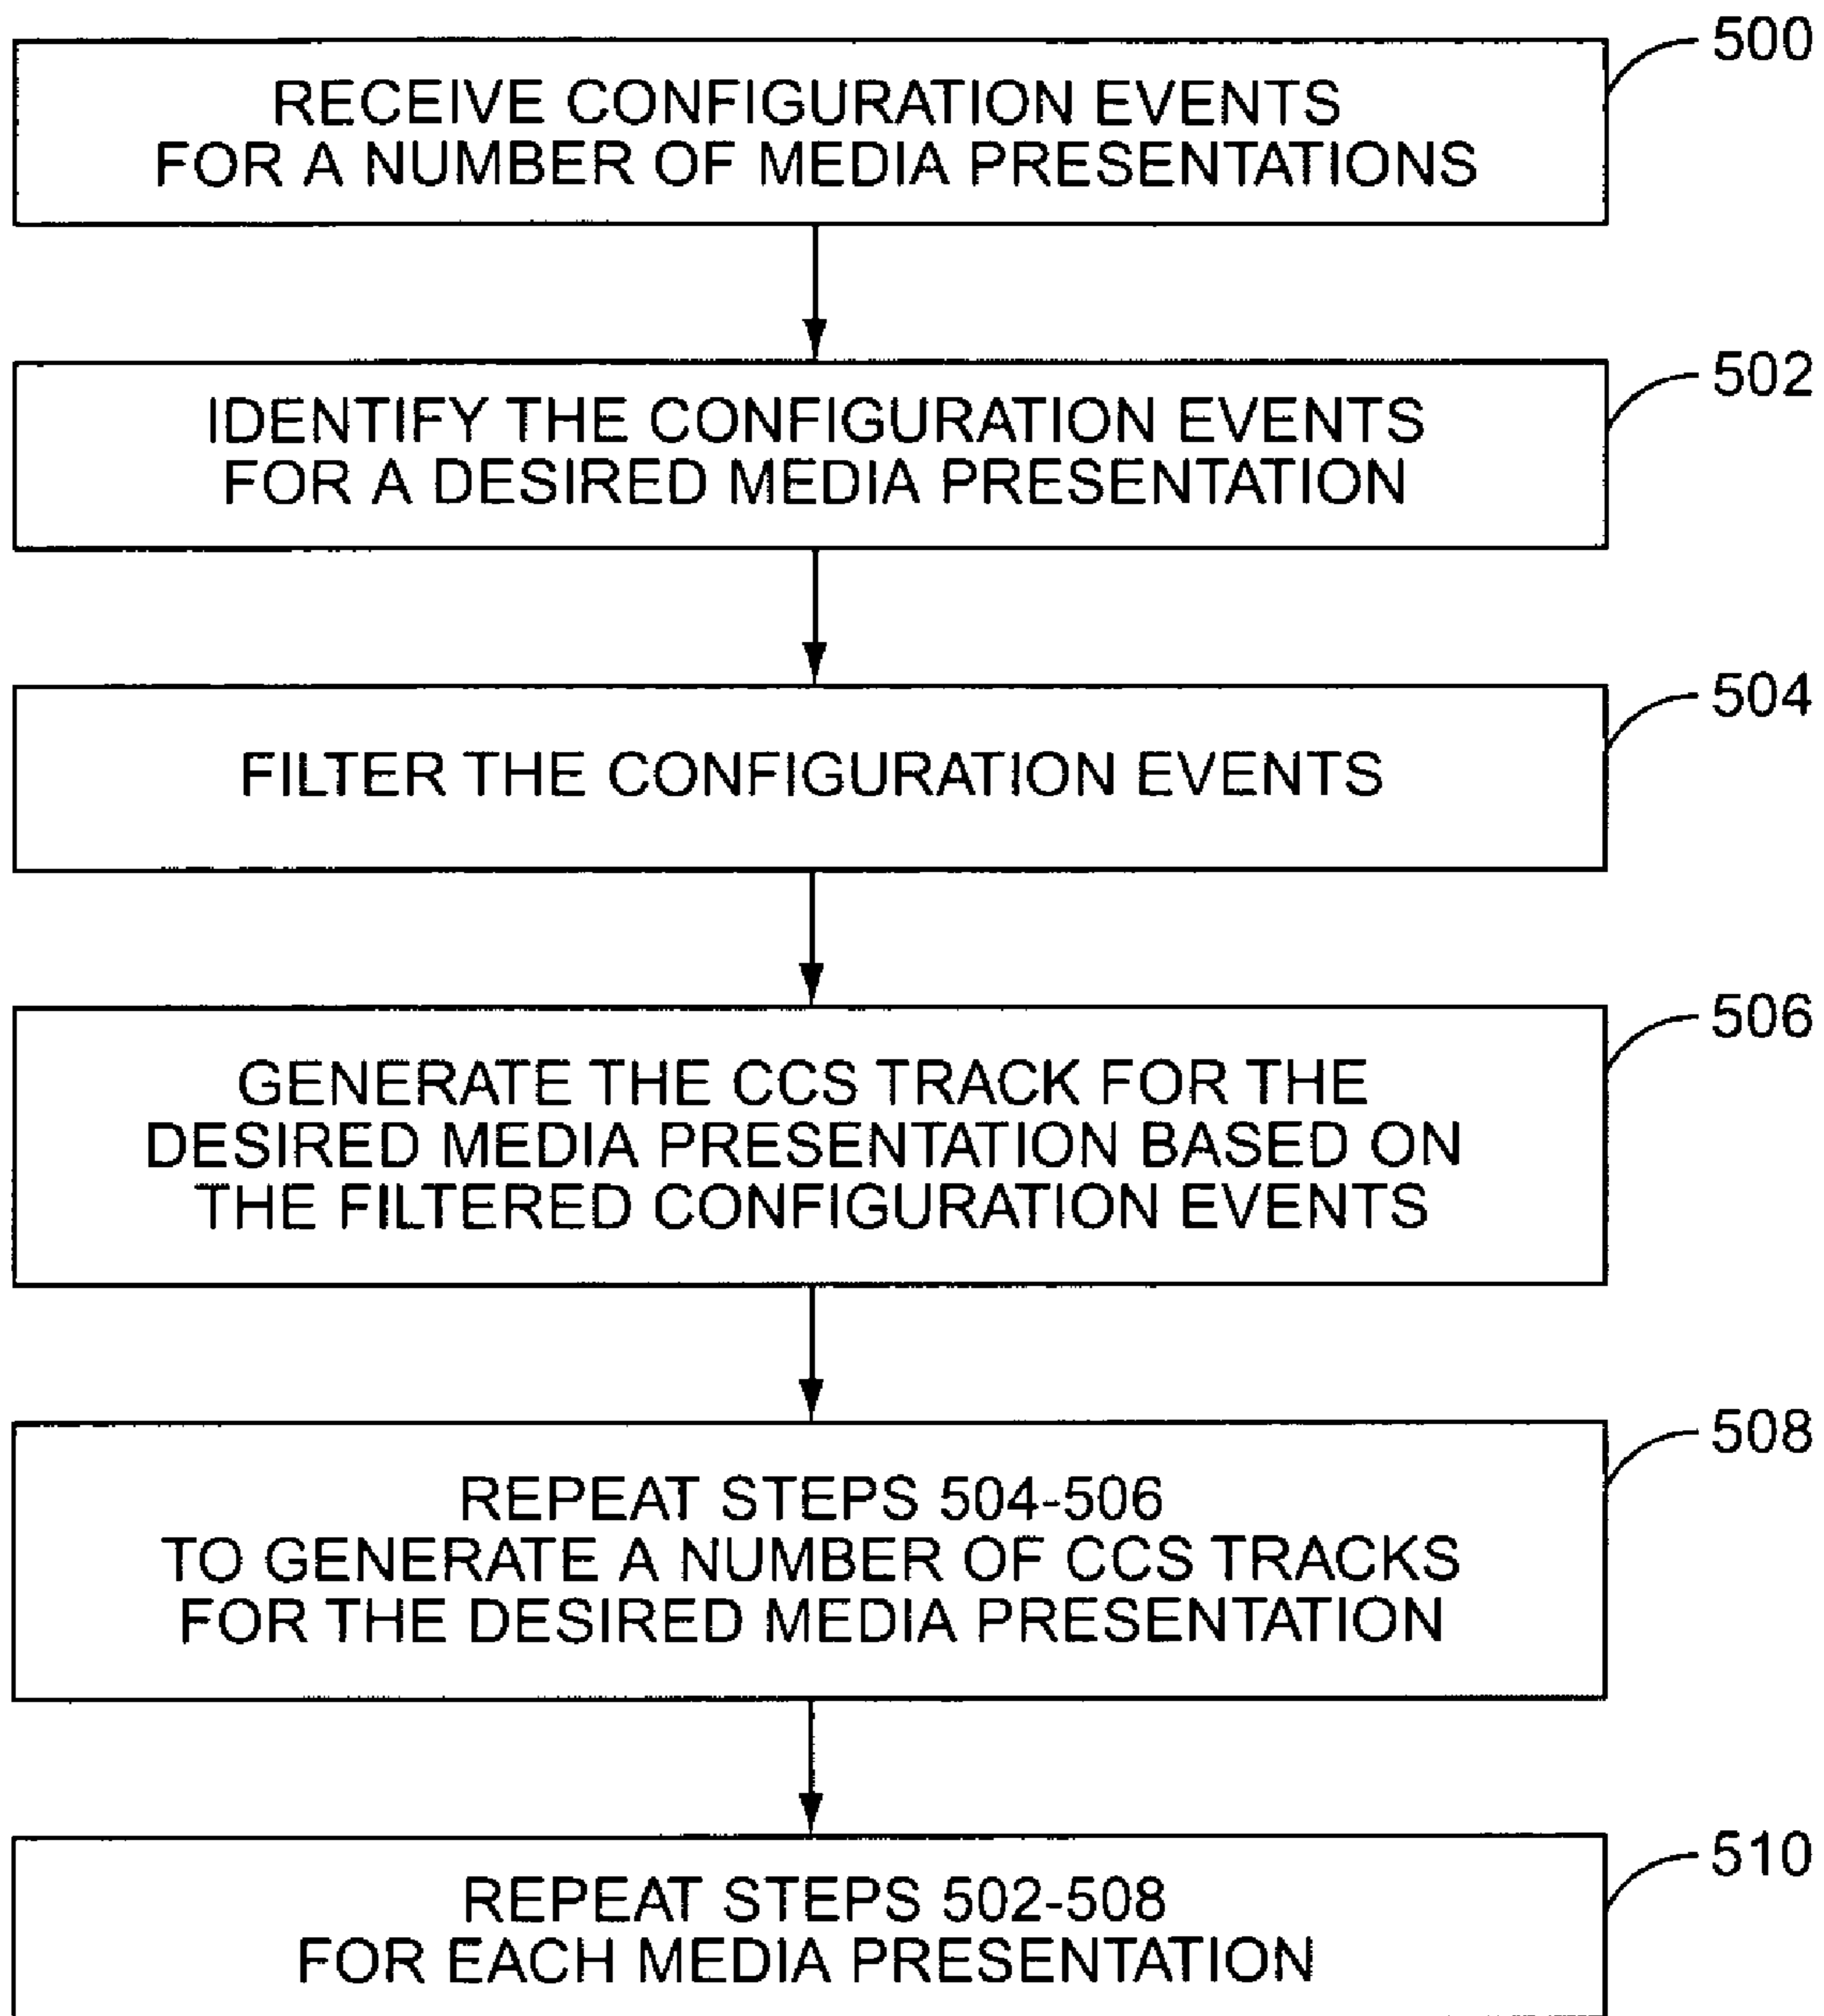 500
RECEIVE CONFIGURATION EVENTS
FOR A NUMBER OF MEDIA PRESENTATIONS
502
IDENTIFY THE CONFIGURATION EVENTS
FOR A DESIRED MEDIA PRESENTATION
504
FILTER THE CONFIGURATION EVENTS
506
GENERATE THE CCS TRACK FOR THE
DESIRED MEDIA PRESENTATION BASED ON
THE FILTERED CONFIGURATION EVENTS
508
REPEAT STEPS 504-506
TO GENERATE A NUMBER OF CCS TRACKS
FOR THE DESIRED MEDIA PRESENTATION
510
REPEAT STEPS 502-508
FOR EACH MEDIA PRESENTATION